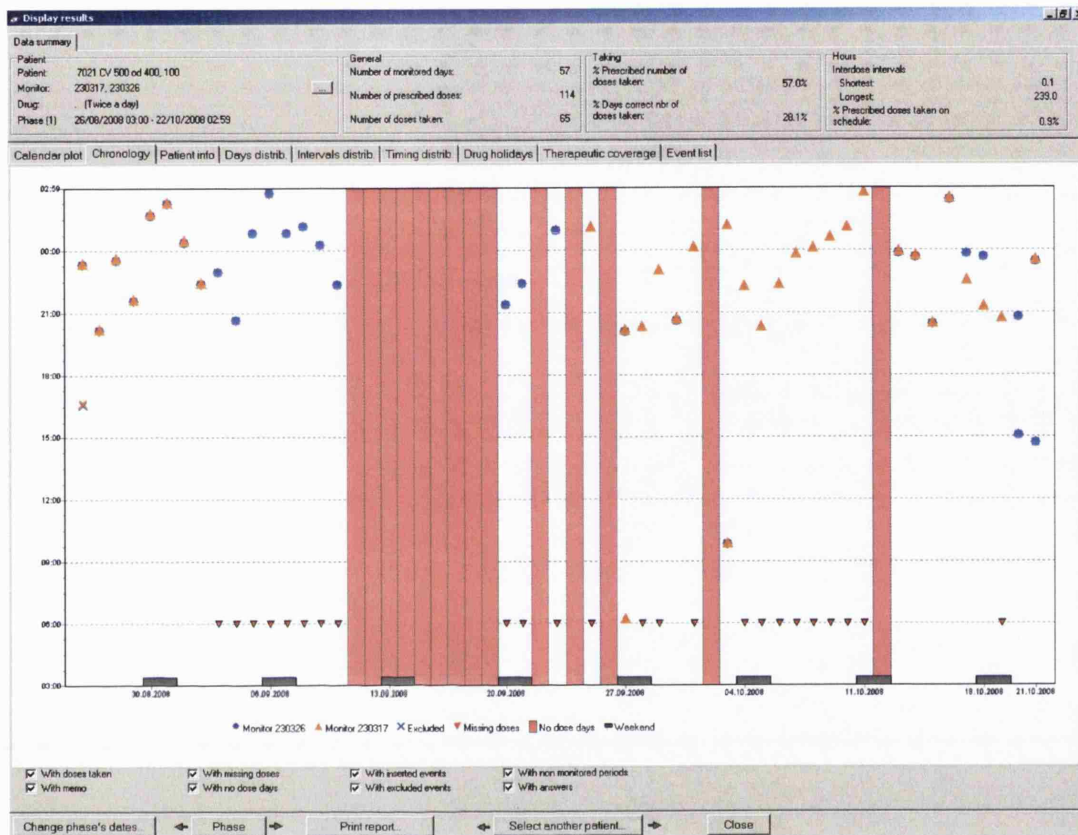 Display results
Data summary
Patient
Patient: 7021 CV 500 od 400, 100
Monitor: 230317, 230326
...
Drug: . (Twice a day)
Phase (1) 26/08/2008 03:00 - 22/10/2008 02:59
General
Number of monitored days: 57
Number of prescribed doses: 114
Number of doses taken: 65
Taking
% Prescribed number of
doses taken: 57.0%
% Days correct nbr of
doses taken: 28.1%
Hours
Interdose intervals
Shortest: 0.1
Longest: 239.0
% Prescribed doses taken on
schedule: 0.9%
Calendar plot Chronology Patient info Days distrib. Intervals distrib. Timing distrib. Drug holidays Therapeutic coverage Event list
02:59
00:00
21:00
18:00
15:00
12:00
09:00
06:00
03:00
30.08.2008 06.09.2008 13.09.2008 20.09.2008 27.09.2008 04.10.2008 11.10.2008 18.10.2008 21.10.2008
Monitor 230326 Monitor 230317 Excluded Missing doses No dose days Weekend
With doses taken With missing doses With inserted events With non monitored periods
With memo With no dose days With excluded events With answers
Change phase's dates... Phase Print report... Select another patient... Close